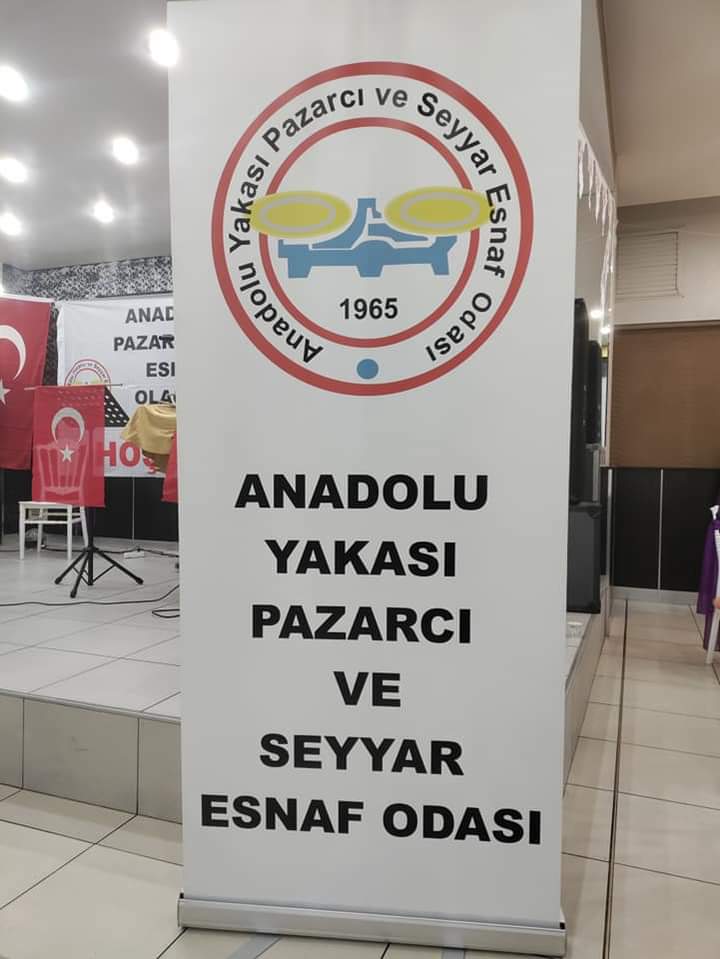 Anadolu Yakası Pazarcı ve Seyyar Esnaf Odası
1965
ANADOLU
YAKASI
PAZARCI
VE
SEYYAR
ESNAF ODASI